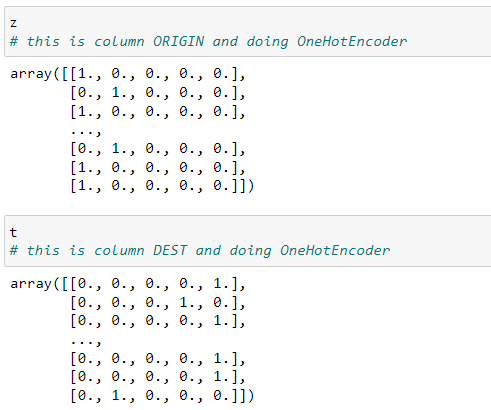 z
# this is column ORIGIN and doing OneHotEncoder
array([[1., 0., 0., 0., 0.],
       [0., 1., 0., 0., 0.],
       [1., 0., 0., 0., 0.],
       ...,
       [0., 1., 0., 0., 0.],
       [1., 0., 0., 0., 0.],
       [1., 0., 0., 0., 0.]])
t
# this is column DEST and doing OneHotEncoder
array([[0., 0., 0., 0., 1.],
       [0., 0., 0., 1., 0.],
       [0., 0., 0., 0., 1.],
       ...,
       [0., 0., 0., 0., 1.],
       [0., 0., 0., 0., 1.],
       [0., 1., 0., 0., 0.]])